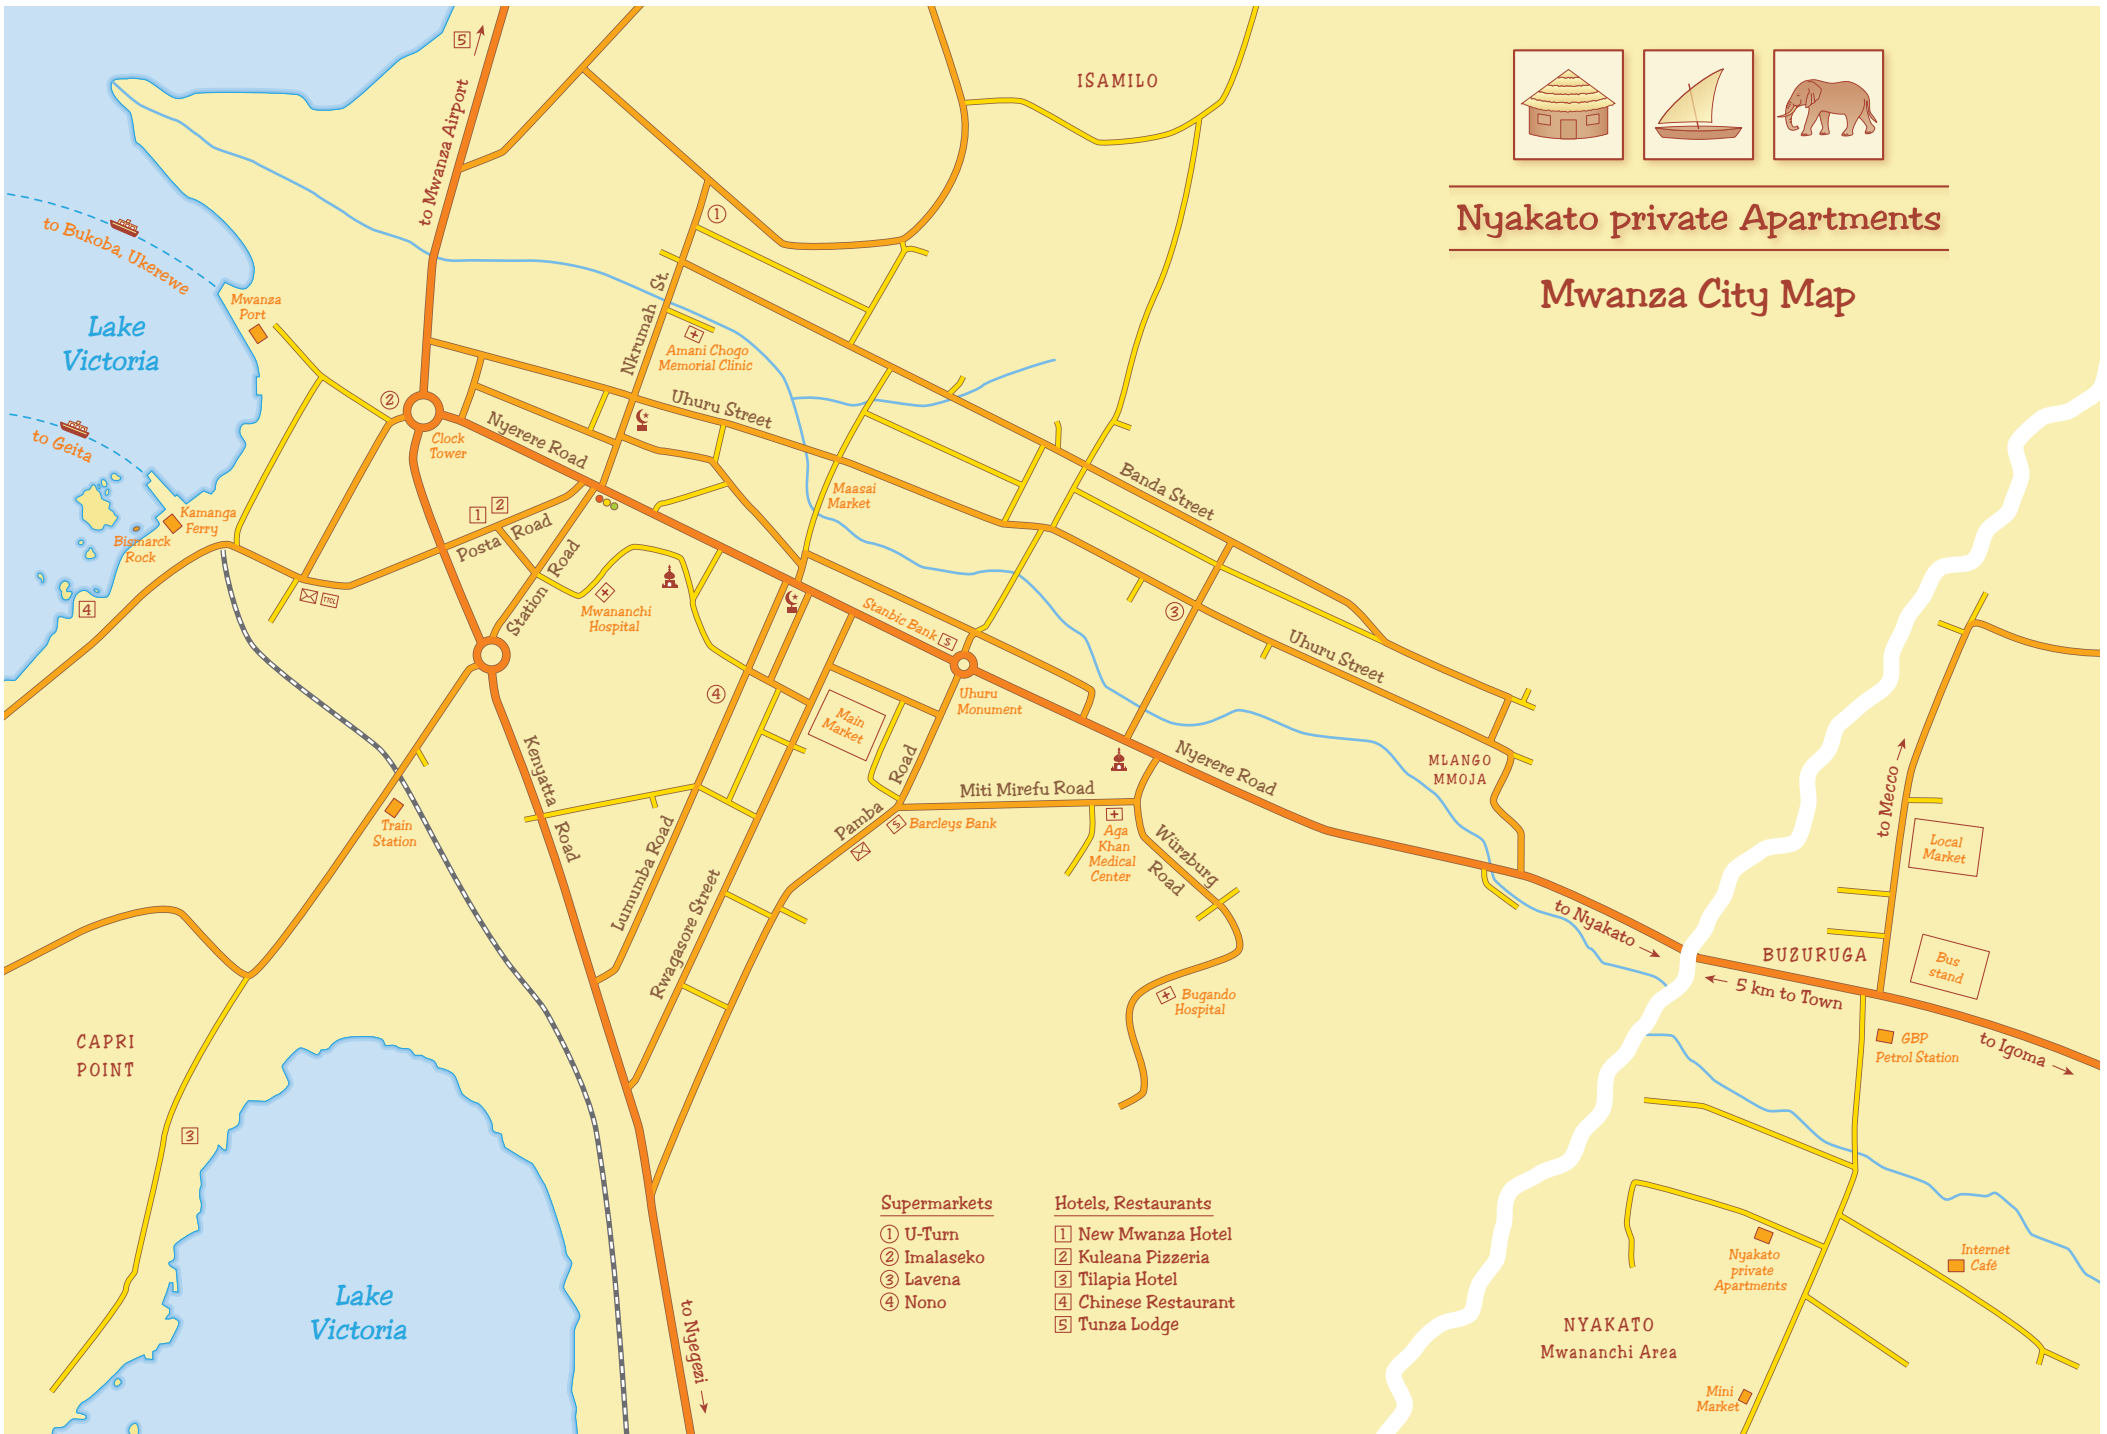 5
to Mwanza Airport
ISAMILO
Nyakato private Apartments
Mwanza City Map
to Bukoba, Ukerewe
Mwanza
Port
Lake
Victoria
1
Nkrumah St.
Amani Chogo
Memorial Clinic
2
Clock
Tower
Uhuru Street
Nyerere Road
to Geita
Kamanga
Ferry
Bismarck
Rock
1
2
Posta Road
Station Road
Maasai
Market
Banda Street
4
TTCL
Mwananchi
Hospital
Stanbic Bank
S
3
Uhuru Street
4
Main
Market
Uhuru
Monument
Kenyatta Road
Pamba Road
Miti Mirefu Road
Nyerere Road
MLANGO
MMOJA
Train
Station
S
Barcleys Bank
Aga
Khan
Medical
Center
Würzburg
Road
Lumumba Road
Rwagasore Street
Bugando
Hospital
to Mecco
Local
Market
to Nyakato
BUZURUGA
Bus
stand
5 km to Town
GBP
Petrol Station
to Igoma
CAPRI
POINT
3
Lake
Victoria
to Nyegezi
Supermarkets
1 U-Turn
2 Imalaseko
3 Lavena
4 Nono
Hotels, Restaurants
1 New Mwanza Hotel
2 Kuleana Pizzeria
3 Tilapia Hotel
4 Chinese Restaurant
5 Tunza Lodge
Nyakato
private
Apartments
Internet
Café
NYAKATO
Mwananchi Area
Mini
Market